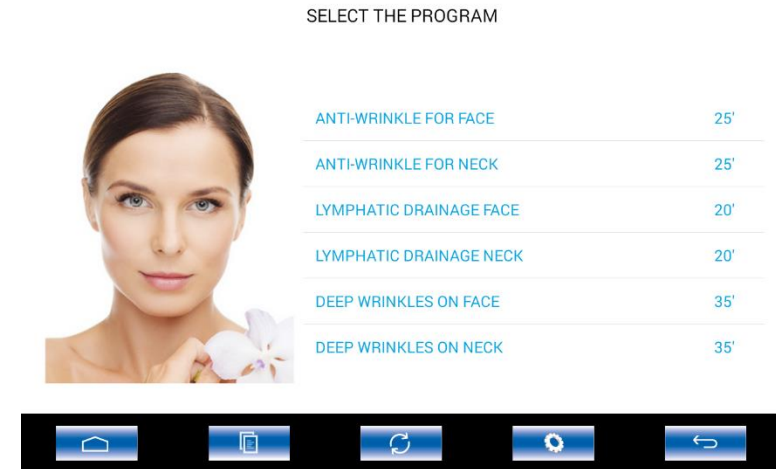 SELECT THE PROGRAM
ANTI-WRINKLE FOR FACE 25'
ANTI-WRINKLE FOR NECK 25'
LYMPHATIC DRAINAGE FACE 20'
LYMPHATIC DRAINAGE NECK 20'
DEEP WRINKLES ON FACE 35'
DEEP WRINKLES ON NECK 35'